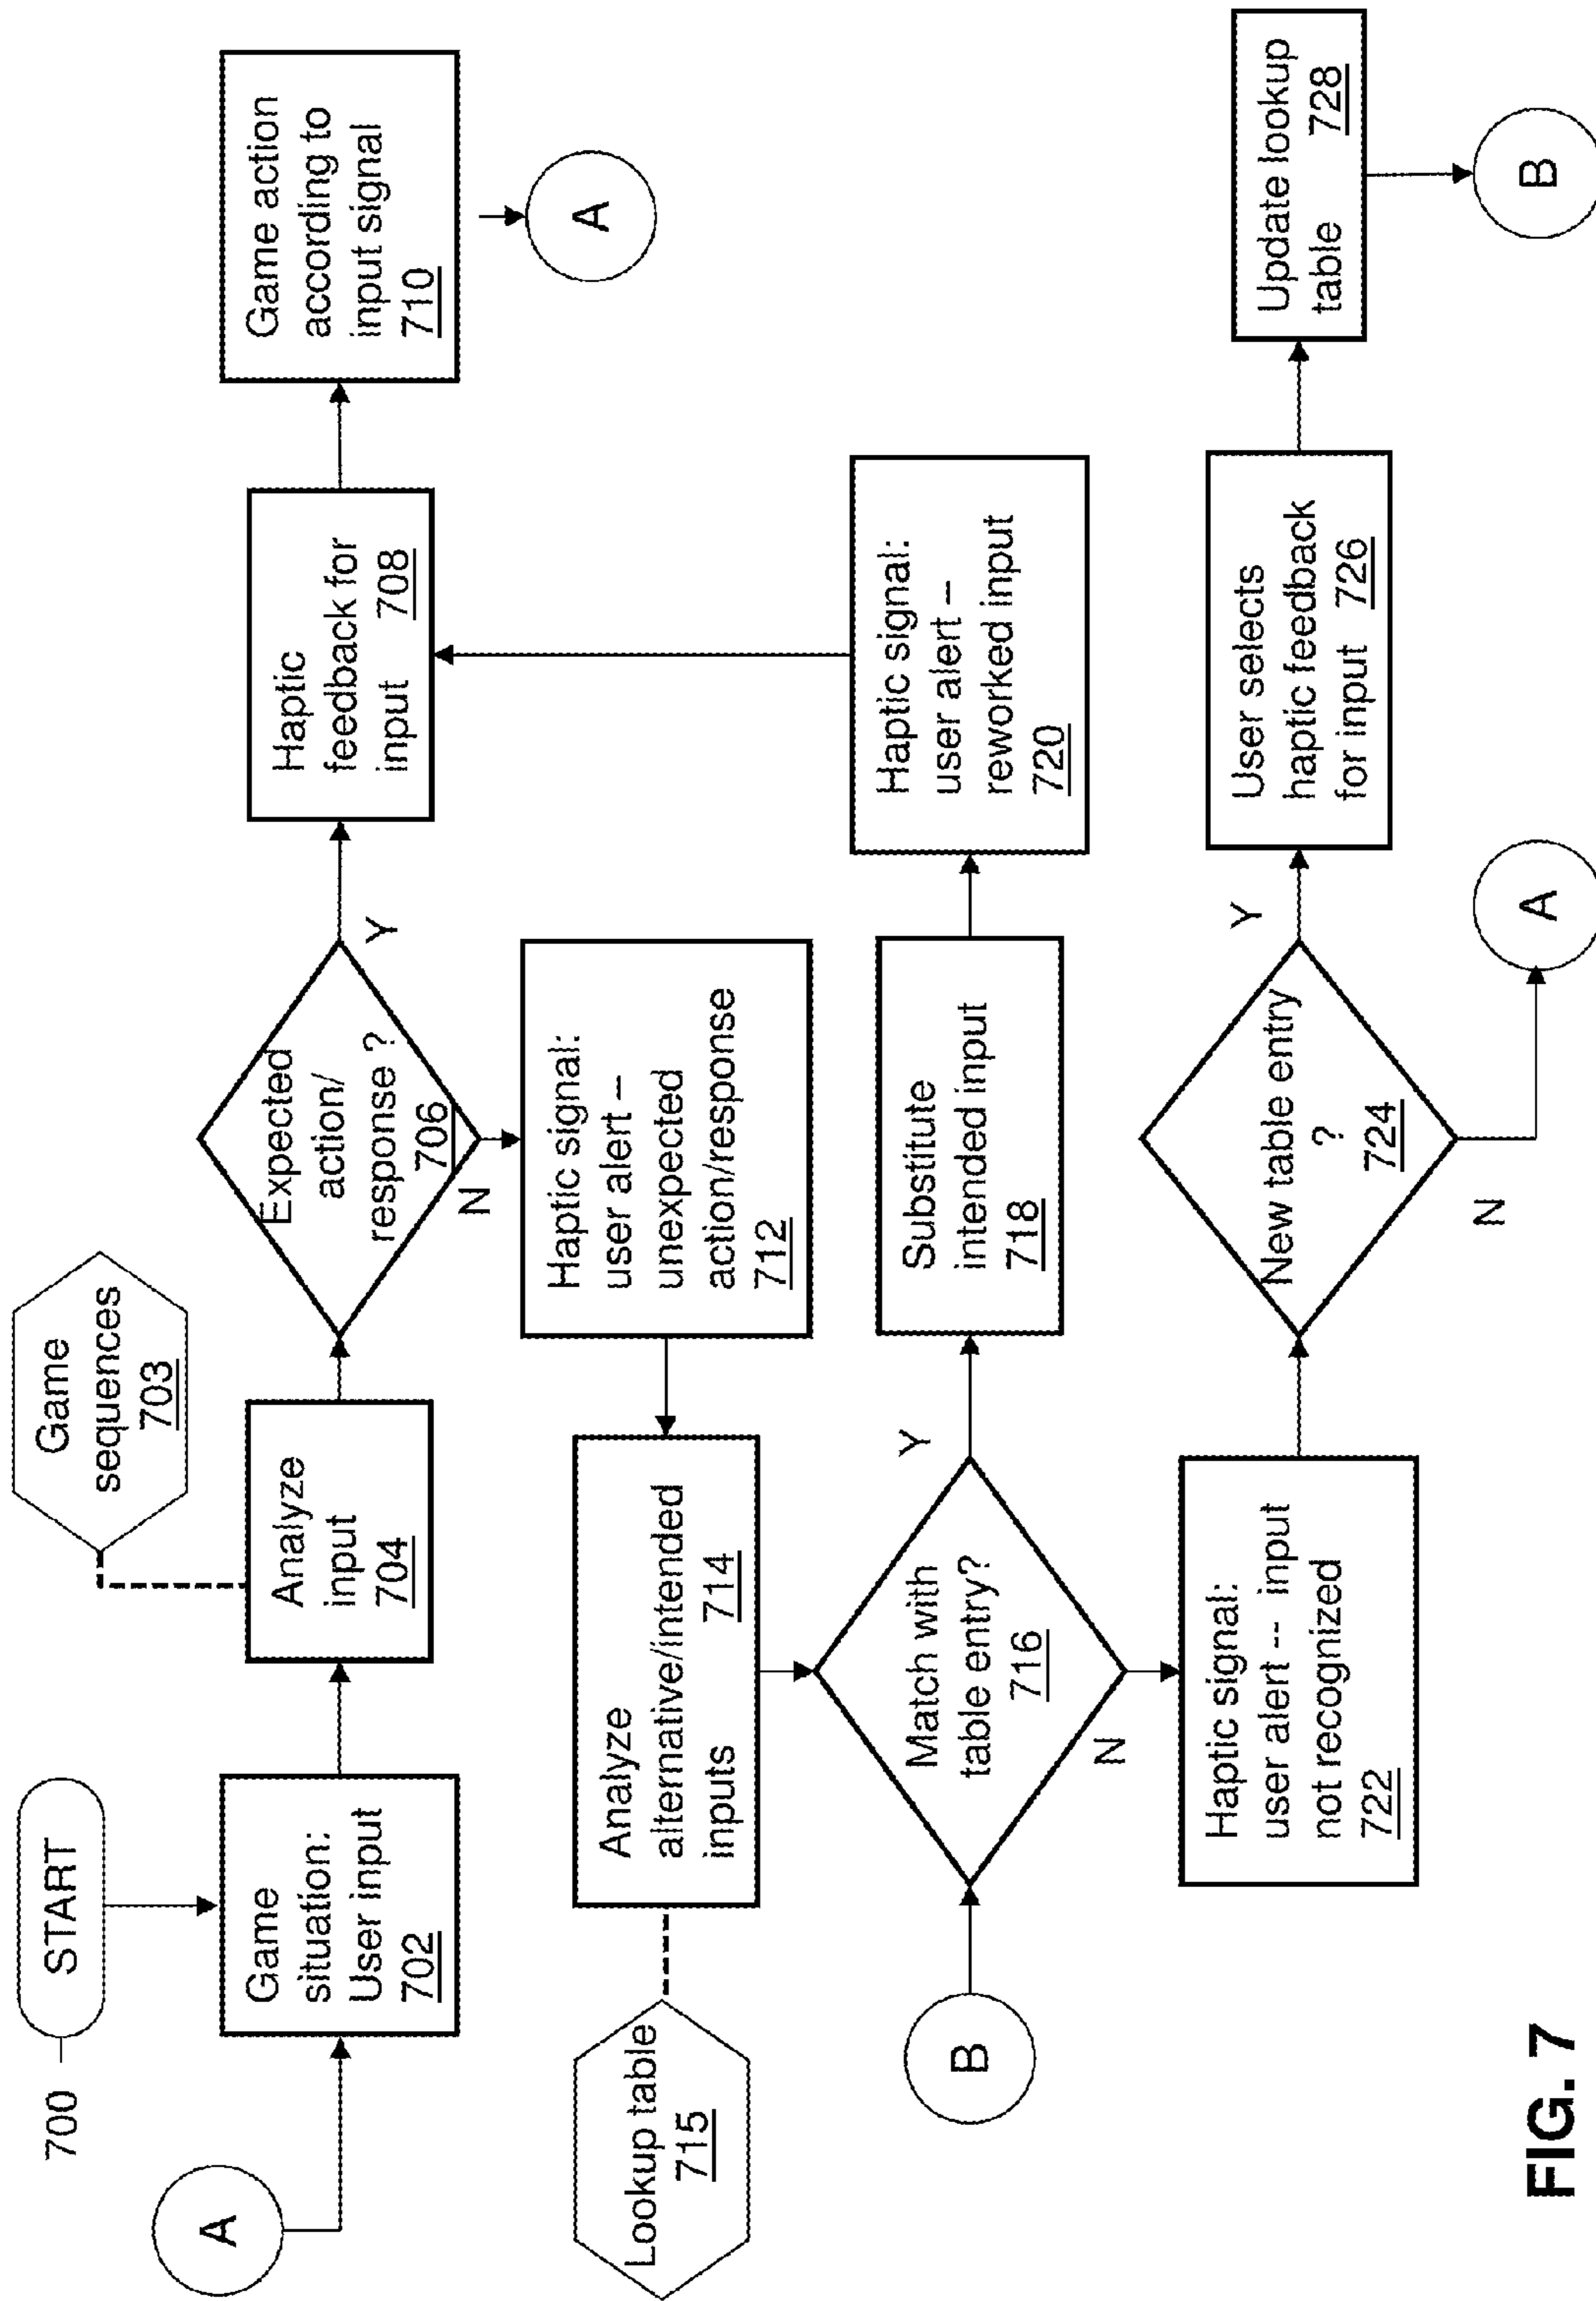 700
START
A
Game
situation:
User input
702
Game
sequences
703
Analyze
input
704
Expected
action/
response ?
706
Y
N
Haptic
feedback for
input 708
Game action
according to
input signal
710
A
Haptic signal:
user alert –
unexpected
action/response
712
Lookup table
715
Analyze
alternative/intended
inputs 714
B
Match with
table entry?
716
Y
N
Substitute
intended input
718
Haptic signal:
user alert –
reworked input
720
Haptic signal:
user alert -- input
not recognized
722
New table entry
?
724
Y
N
A
User selects
haptic feedback
for input 726
Update lookup
table 728
B
FIG. 7